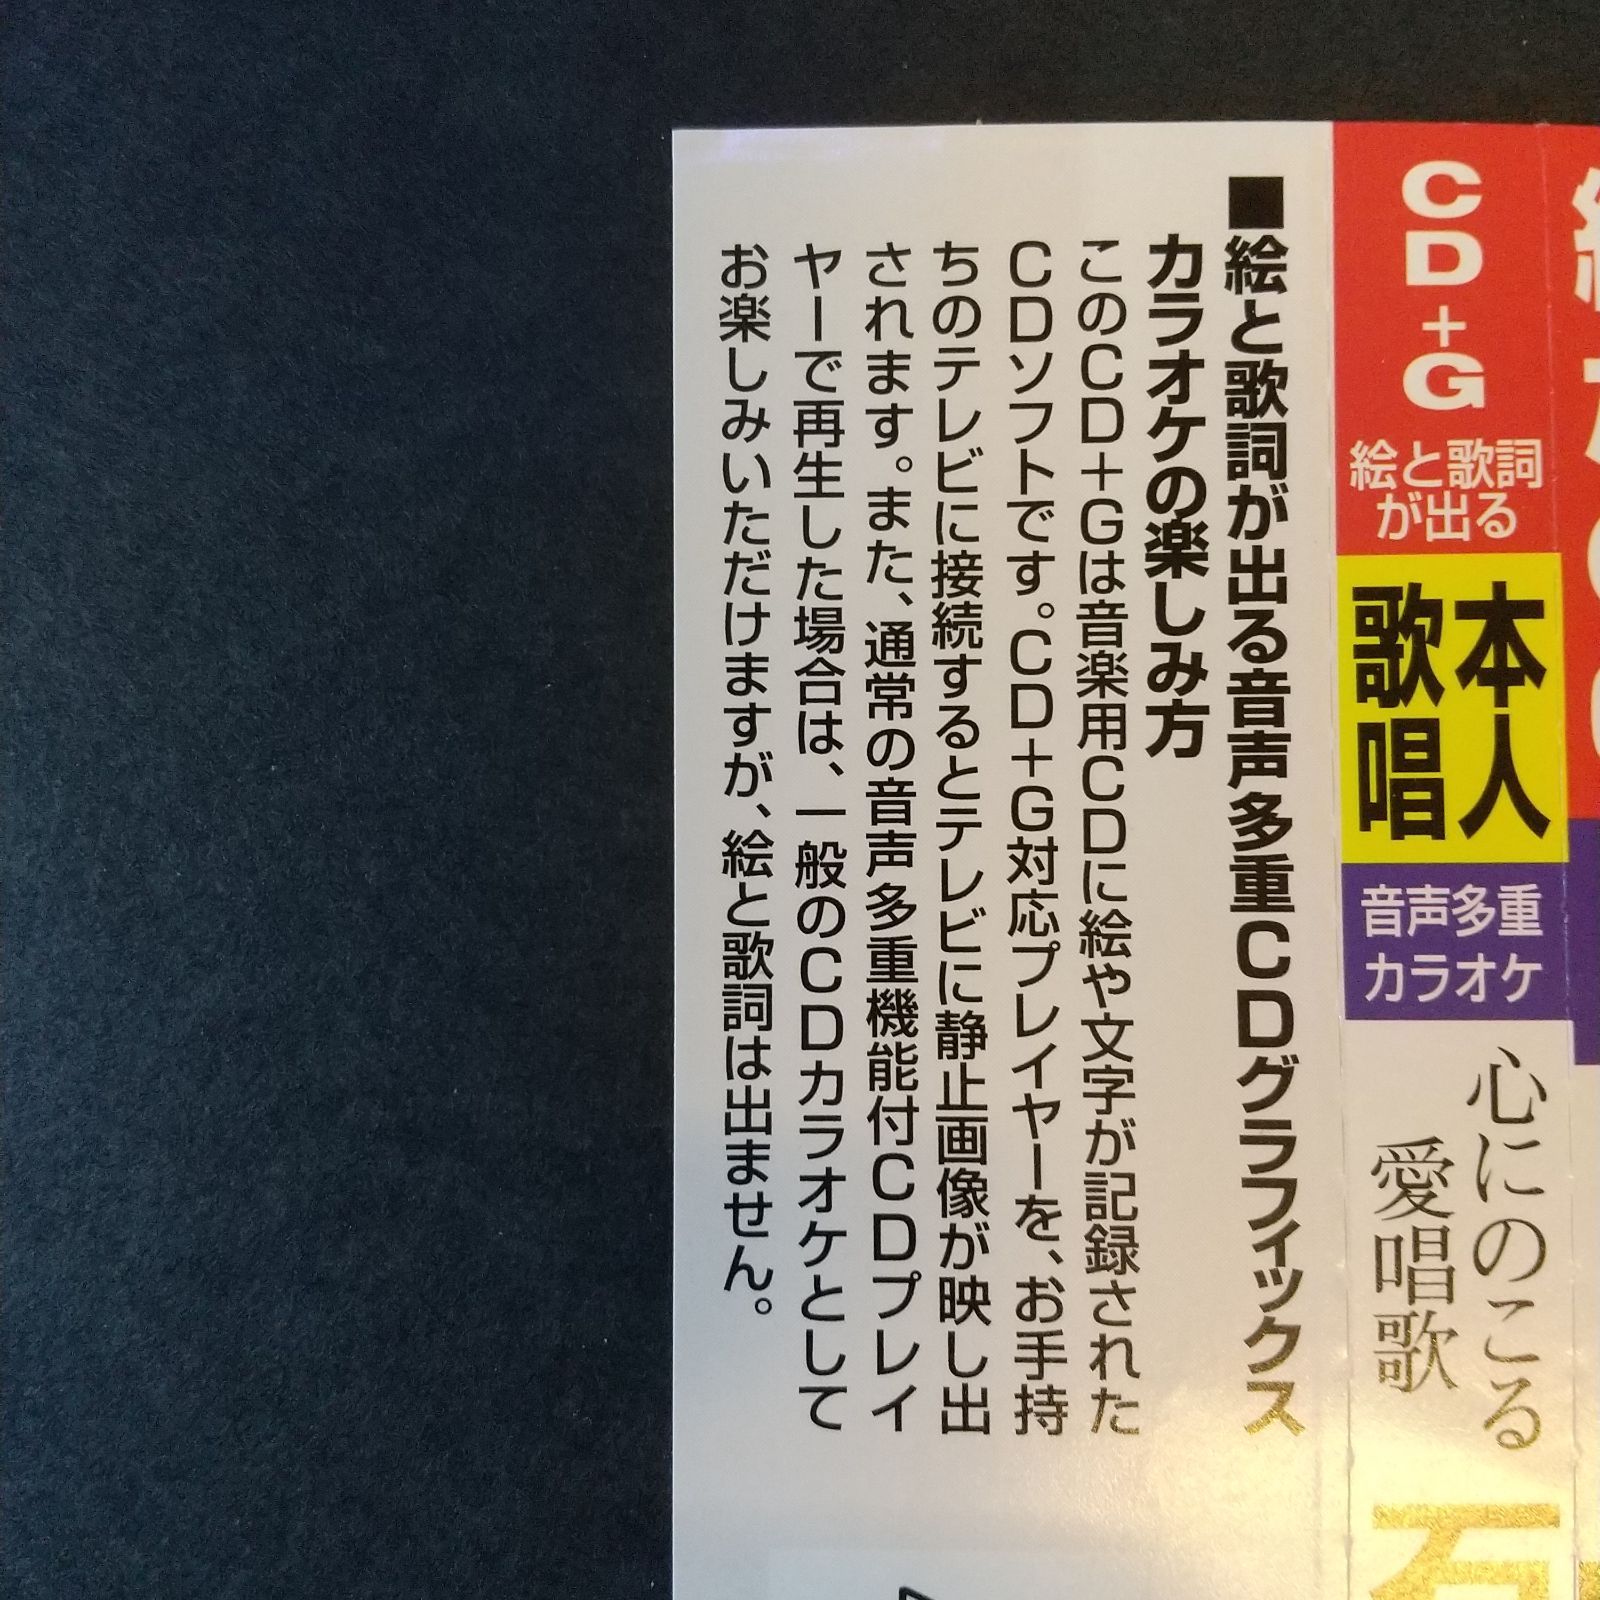 CD+G
絵と歌詞
が出る
本人
歌唱
音声多重
カラオケ
心にのこる
愛唱歌
■絵と歌詞が出る音声多重CDグラフィックス
カラオケの楽しみ方
このCD+Gは音楽用CDに絵や文字が記録された
CDソフトです。CD+G対応プレイヤーを、お手持
ちのテレビに接続するとテレビに静止画像が映し出
されます。また、通常の音声多重機能付CDプレイ
ヤーで再生した場合は、一般のCDカラオケとして
お楽しみいただけますが、絵と歌詞は出ません。